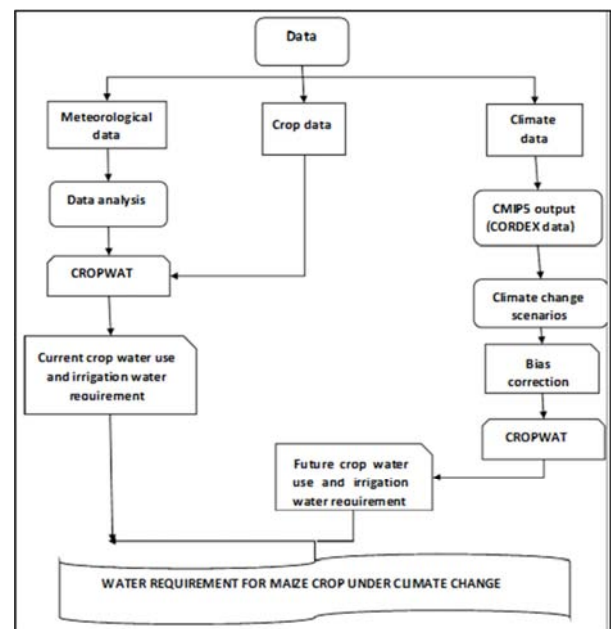 Data
Meteorological
data
Crop data
Climate
data
Data analysis
CMIP5 output
(CORDEX data)
CROPWAT
Climate change
scenarios
Current crop water use
and irrigation water
requirement
Bias
correction
CROPWAT
Future crop water
use and irrigation
water requirement
WATER REQUIREMENT FOR MAIZE CROP UNDER CLIMATE CHANGE